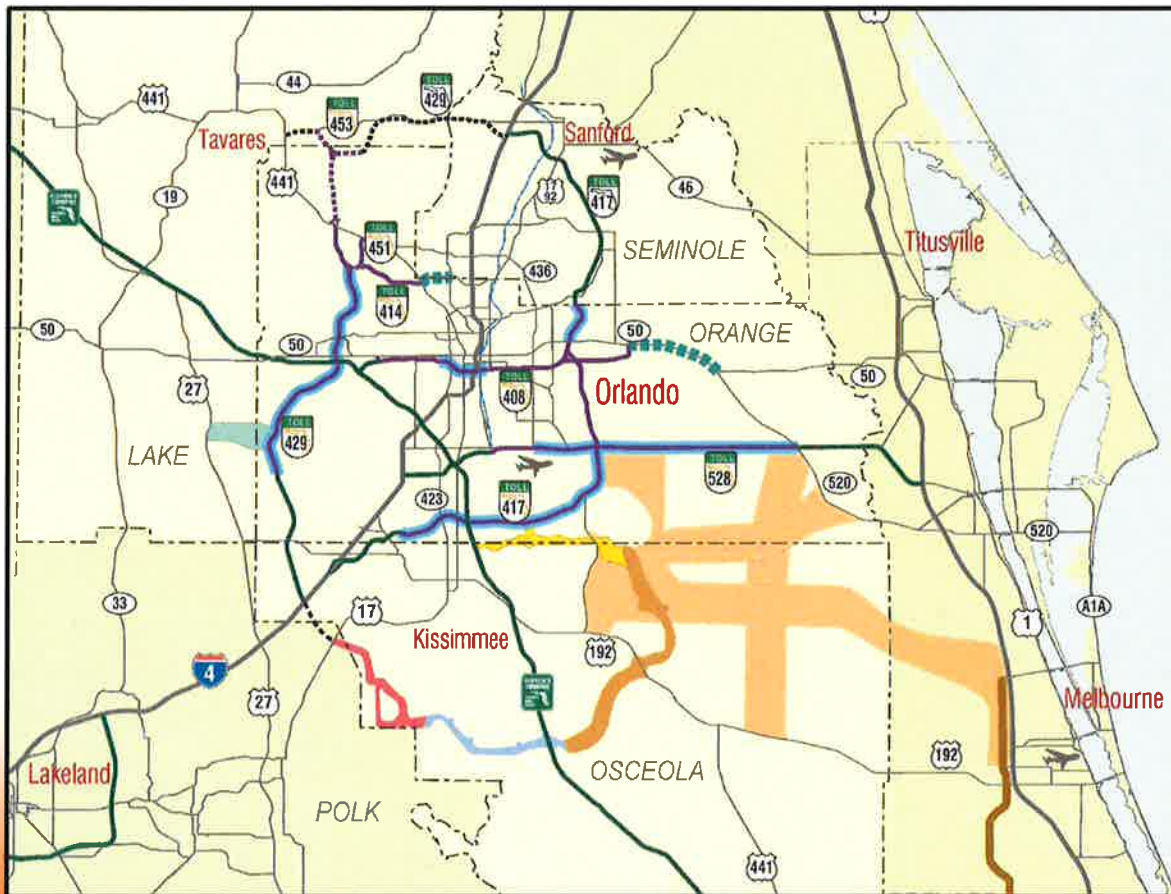 1
44
441
TOLL
429
TOLL
453
Tavares
Sanford
441
17
92
TOLL
417
46
19
TOLL
451
SEMINOLE
Titusville
436
TOLL
414
ORANGE
50
50
50
50
27
TOLL
408
Orlando
TOLL
429
LAKE
TOLL
528
423
TOLL
417
520
520
33
17
A1A
1
Kissimmee
192
4
27
Melbourne
192
Lakeland
OSCEOLA
POLK
441